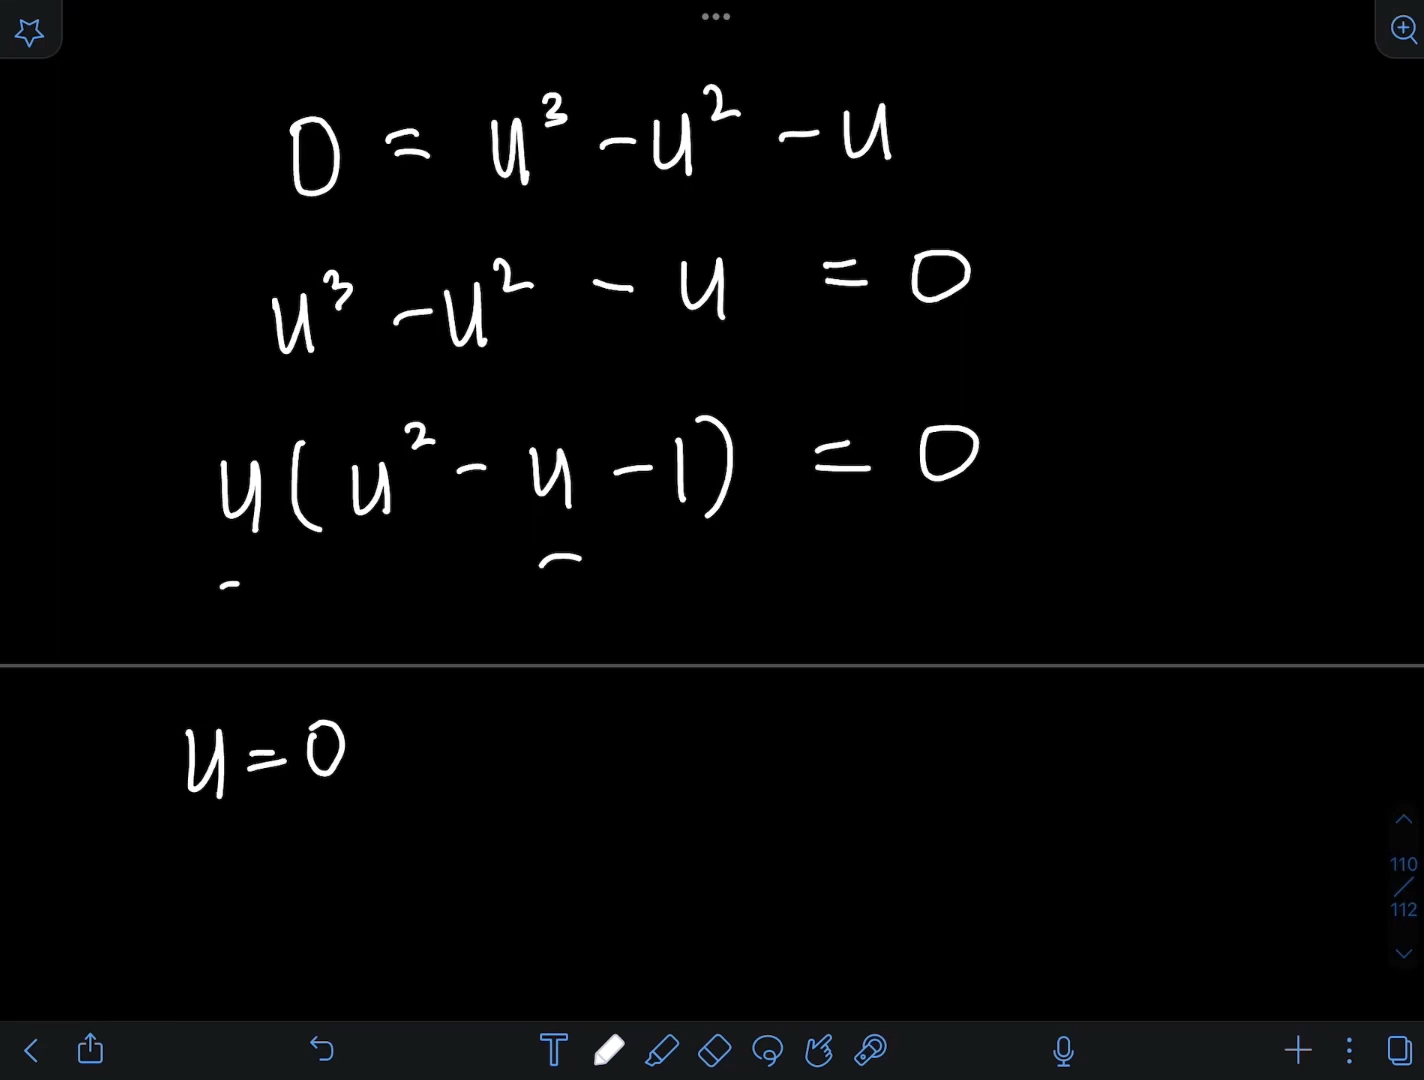 0 = u³ - u² - u
u³ - u² - u = 0
u(u² - u - 1) = 0
u = 0
110
112
T